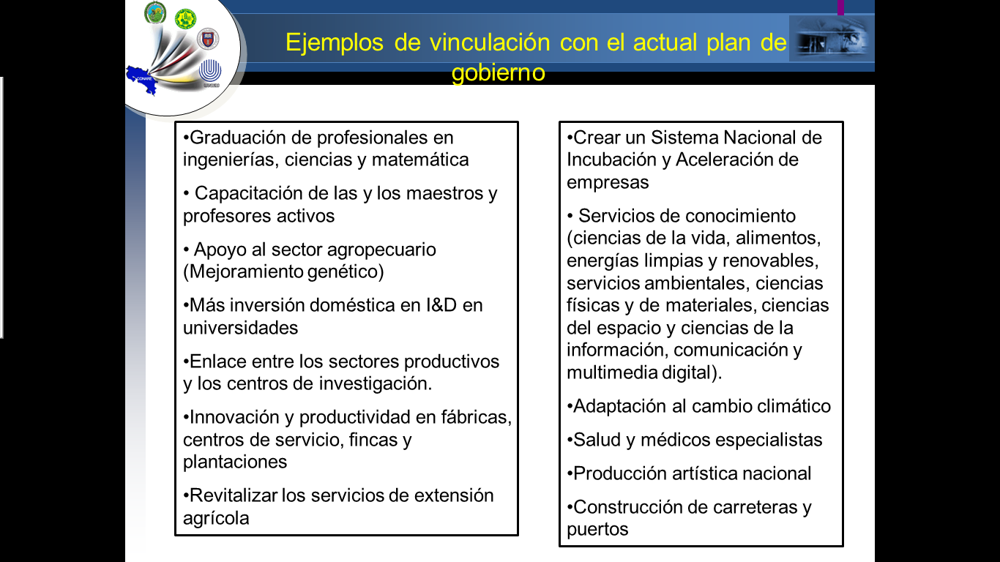 Ejemplos de vinculación con el actual plan de
gobierno
CONARE
•Graduación de profesionales en
ingenierías, ciencias y matemática
• Capacitación de las y los maestros y
profesores activos
• Apoyo al sector agropecuario
(Mejoramiento genético)
•Más inversión doméstica en I&D en
universidades
•Enlace entre los sectores productivos
y los centros de investigación.
•Innovación y productividad en fábricas,
centros de servicio, fincas y
plantaciones
•Revitalizar los servicios de extensión
agrícola
•Crear un Sistema Nacional de
Incubación y Aceleración de
empresas
• Servicios de conocimiento
(ciencias de la vida, alimentos,
energías limpias y renovables,
servicios ambientales, ciencias
físicas y de materiales, ciencias
del espacio y ciencias de la
información, comunicación y
multimedia digital).
•Adaptación al cambio climático
•Salud y médicos especialistas
•Producción artística nacional
•Construcción de carreteras y
puertos